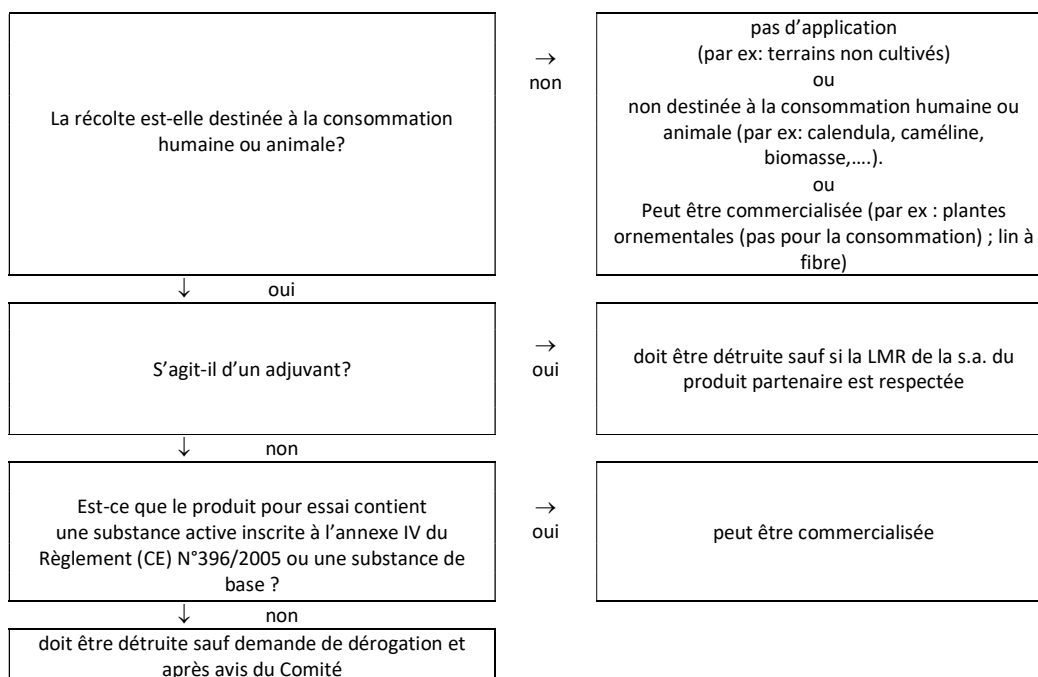 La récolte est-elle destinée à la consommation
humaine ou animale?
→
non
pas d’application
(par ex: terrains non cultivés)
ou
non destinée à la consommation humaine ou
animale (par ex: calendula, caméline,
biomasse,….).
ou
Peut être commercialisée (par ex : plantes
ornementales (pas pour la consommation) ; lin à
fibre)
↓ oui
S’agit-il d’un adjuvant?
→
oui
doit être détruite sauf si la LMR de la s.a. du
produit partenaire est respectée
↓ non
Est-ce que le produit pour essai contient
une substance active inscrite à l’annexe IV du
Règlement (CE) N°396/2005 ou une substance de
base ?
→
oui
peut être commercialisée
↓ non
doit être détruite sauf demande de dérogation et
après avis du Comité